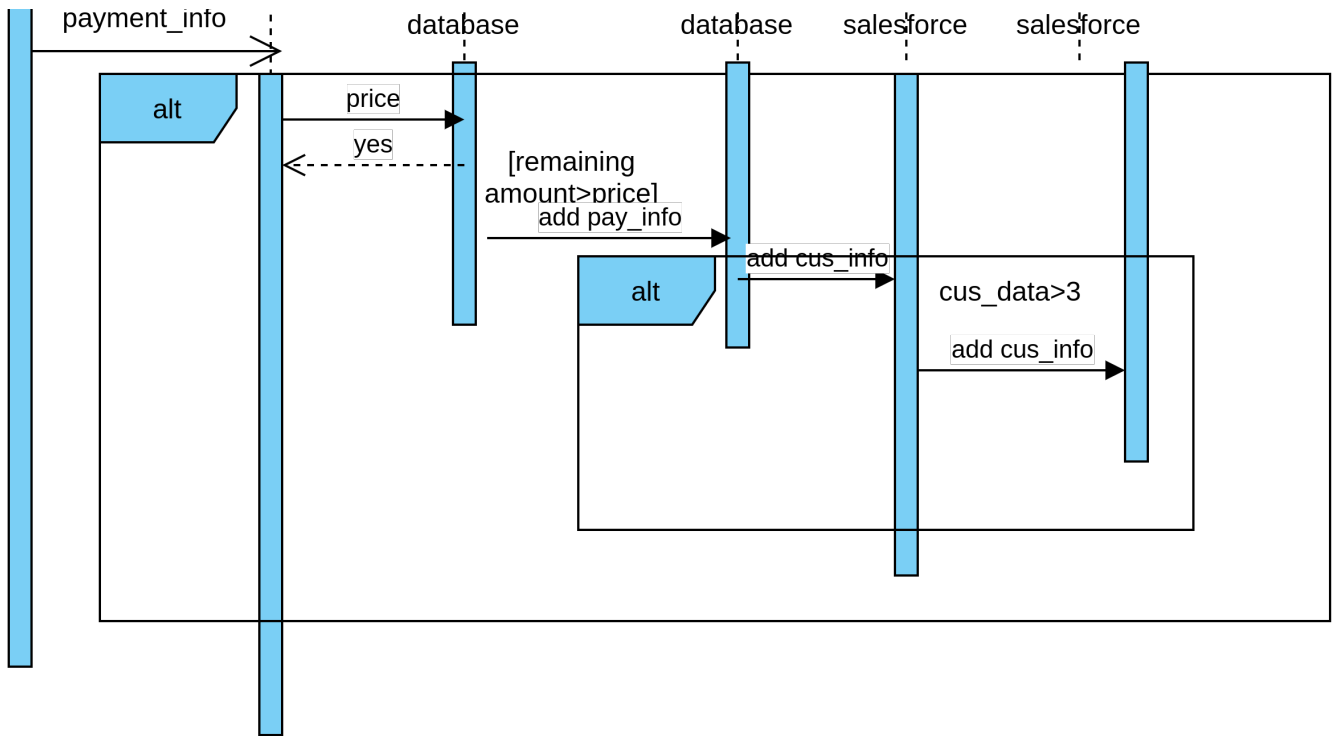 payment_info
database
database
salesforce
salesforce
alt
price
yes
[remaining
amount>price]
add pay_info
add cus_info
alt
cus_data>3
add cus_info